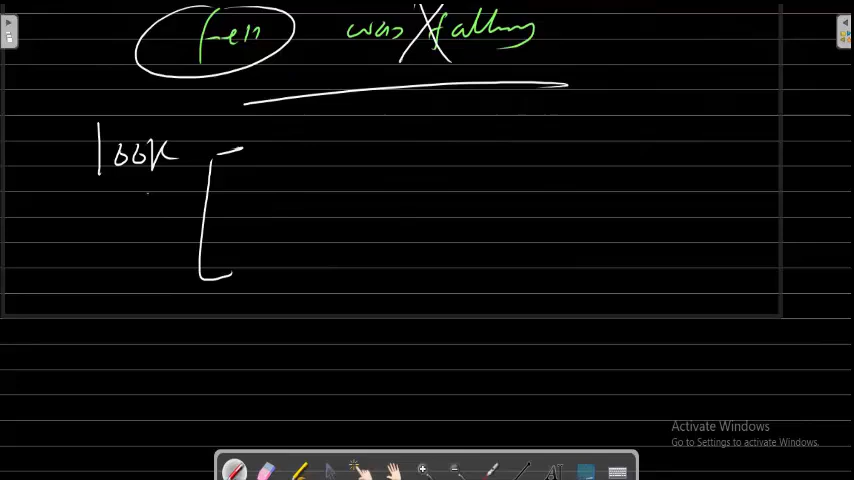 fell was falling
look
Activate Windows
Go to Settings to activate Windows.